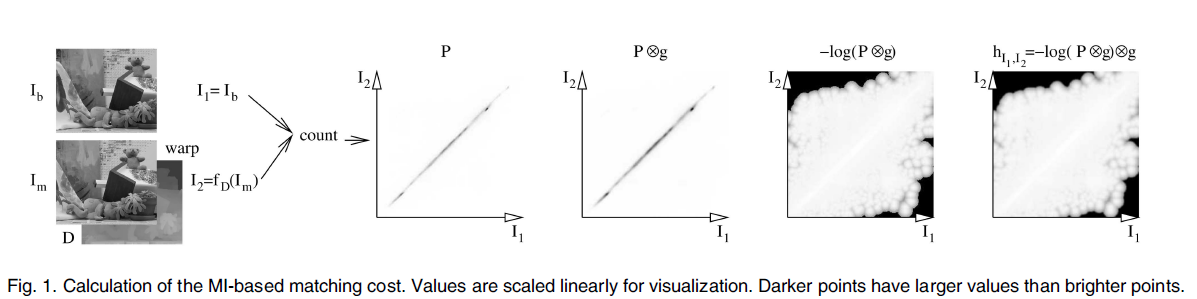 I_b
I_m
D
warp
I_1= I_b
I_2=f_D(I_m)
count
P
I_2
I_1
P⊗g
I_2
I_1
−log(P⊗g)
I_2
I_1
h_{I_1,I_2}=−log( P⊗g)⊗g
I_2
I_1
Fig. 1. Calculation of the MI-based matching cost. Values are scaled linearly for visualization. Darker points have larger values than brighter points.